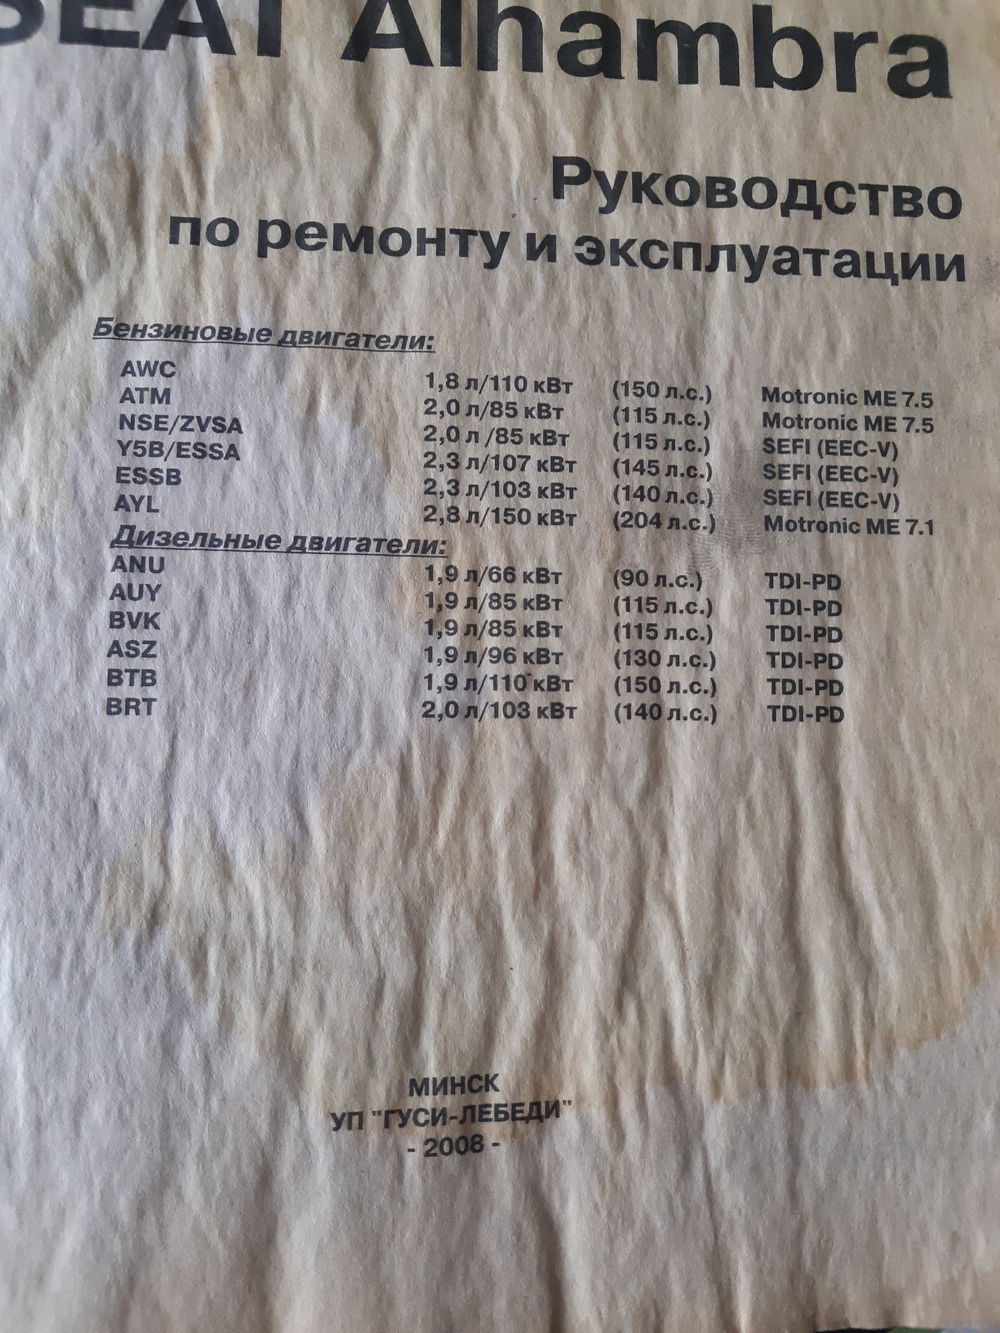 SEAT Alhambra
Руководство
по ремонту и эксплуатации
Бензиновые двигатели:
AWC 1,8 л/110 кВт (150 л.с.) Motronic ME 7.5
ATM 2,0 л/85 кВт (115 л.с.) Motronic ME 7.5
NSE/ZVSA 2,0 л /85 кВт (115 л.с.) SEFI (EEC-V)
Y5B/ESSA 2,3 л/107 кВт (145 л.с.) SEFI (EEC-V)
ESSB 2,3 л/103 кВт (140 л.с.) SEFI (EEC-V)
AYL 2,8 л/150 кВт (204 л.с.) Motronic ME 7.1
Дизельные двигатели:
ANU 1,9 л/66 кВт (90 л.с.) TDI-PD
AUY 1,9 л/85 кВт (115 л.с.) TDI-PD
BVK 1,9 л/85 кВт (115 л.с.) TDI-PD
ASZ 1,9 л/96 кВт (130 л.с.) TDI-PD
BTB 1,9 л/110 кВт (150 л.с.) TDI-PD
BRT 2,0 л/103 кВт (140 л.с.) TDI-PD
МИНСК
УП "ГУСИ-ЛЕБЕДИ"
- 2008 -